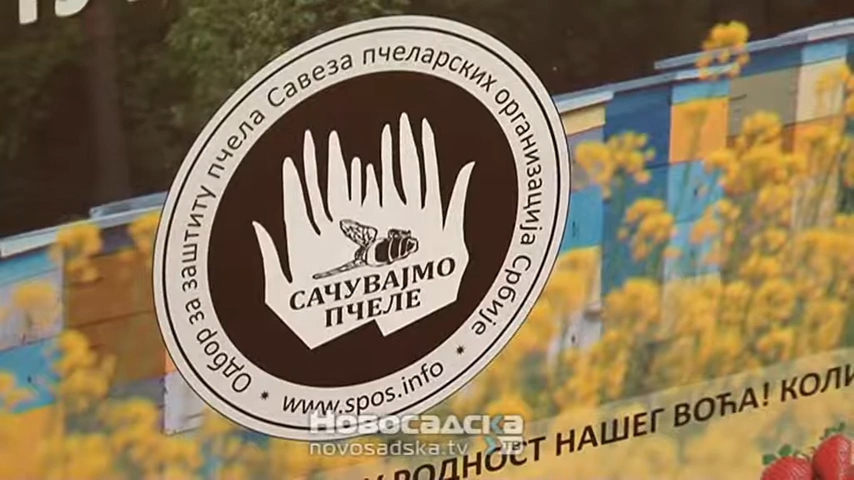 Одбор за заштиту пчела Савеза пчеларских организација Србије
САЧУВАЈМО
ПЧЕЛЕ
www.spos.info
НОВОСАДСКА
novosadska.tv
РОДНОСТ НАШЕГ ВОЋА!